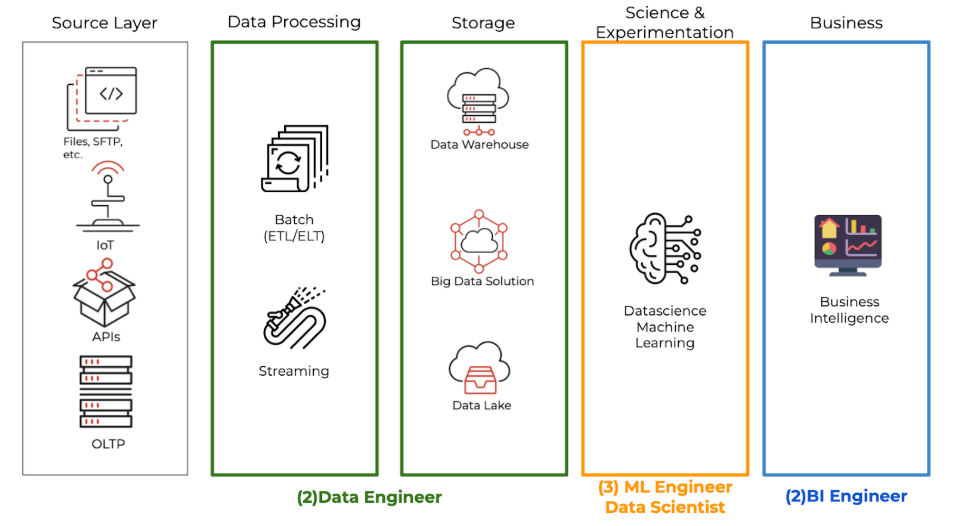 Source Layer
Data Processing
Storage
Science &
Experimentation
Business
Files, SFTP,
etc.
IoT
APIs
OLTP
Batch
(ETL/ELT)
Streaming
Data Warehouse
Big Data Solution
Data Lake
Datascience
Machine
Learning
Business
Intelligence
(2)Data Engineer
(3) ML Engineer
Data Scientist
(2)BI Engineer